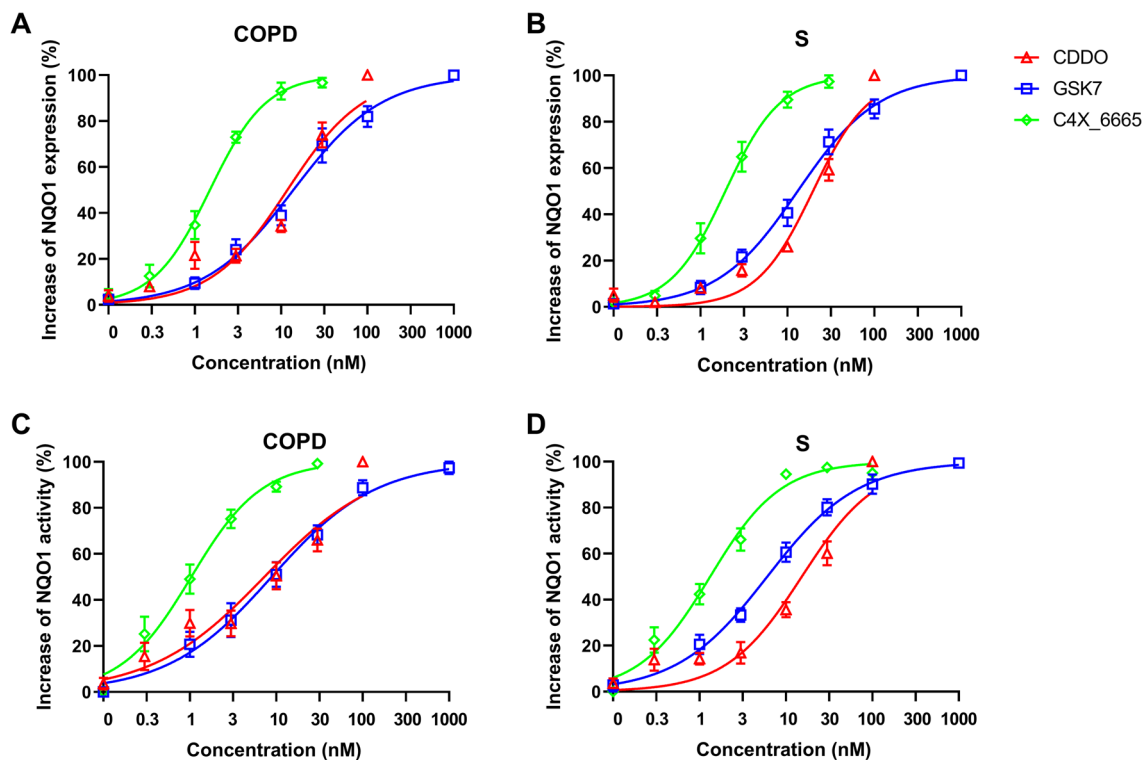 A
COPD
Increase of NQO1 expression (%)
100
80
60
40
20
0
0 0.3 1 3 10 30 100 300 1000
Concentration (nM)
B
S
Increase of NQO1 expression (%)
100
80
60
40
20
0
0 0.3 1 3 10 30 100 300 1000
Concentration (nM)
CDDO
GSK7
C4X_6665
C
COPD
Increase of NQO1 activity (%)
100
80
60
40
20
0
0 0.3 1 3 10 30 100 300 1000
Concentration (nM)
D
S
Increase of NQO1 activity (%)
100
80
60
40
20
0
0 0.3 1 3 10 30 100 300 1000
Concentration (nM)